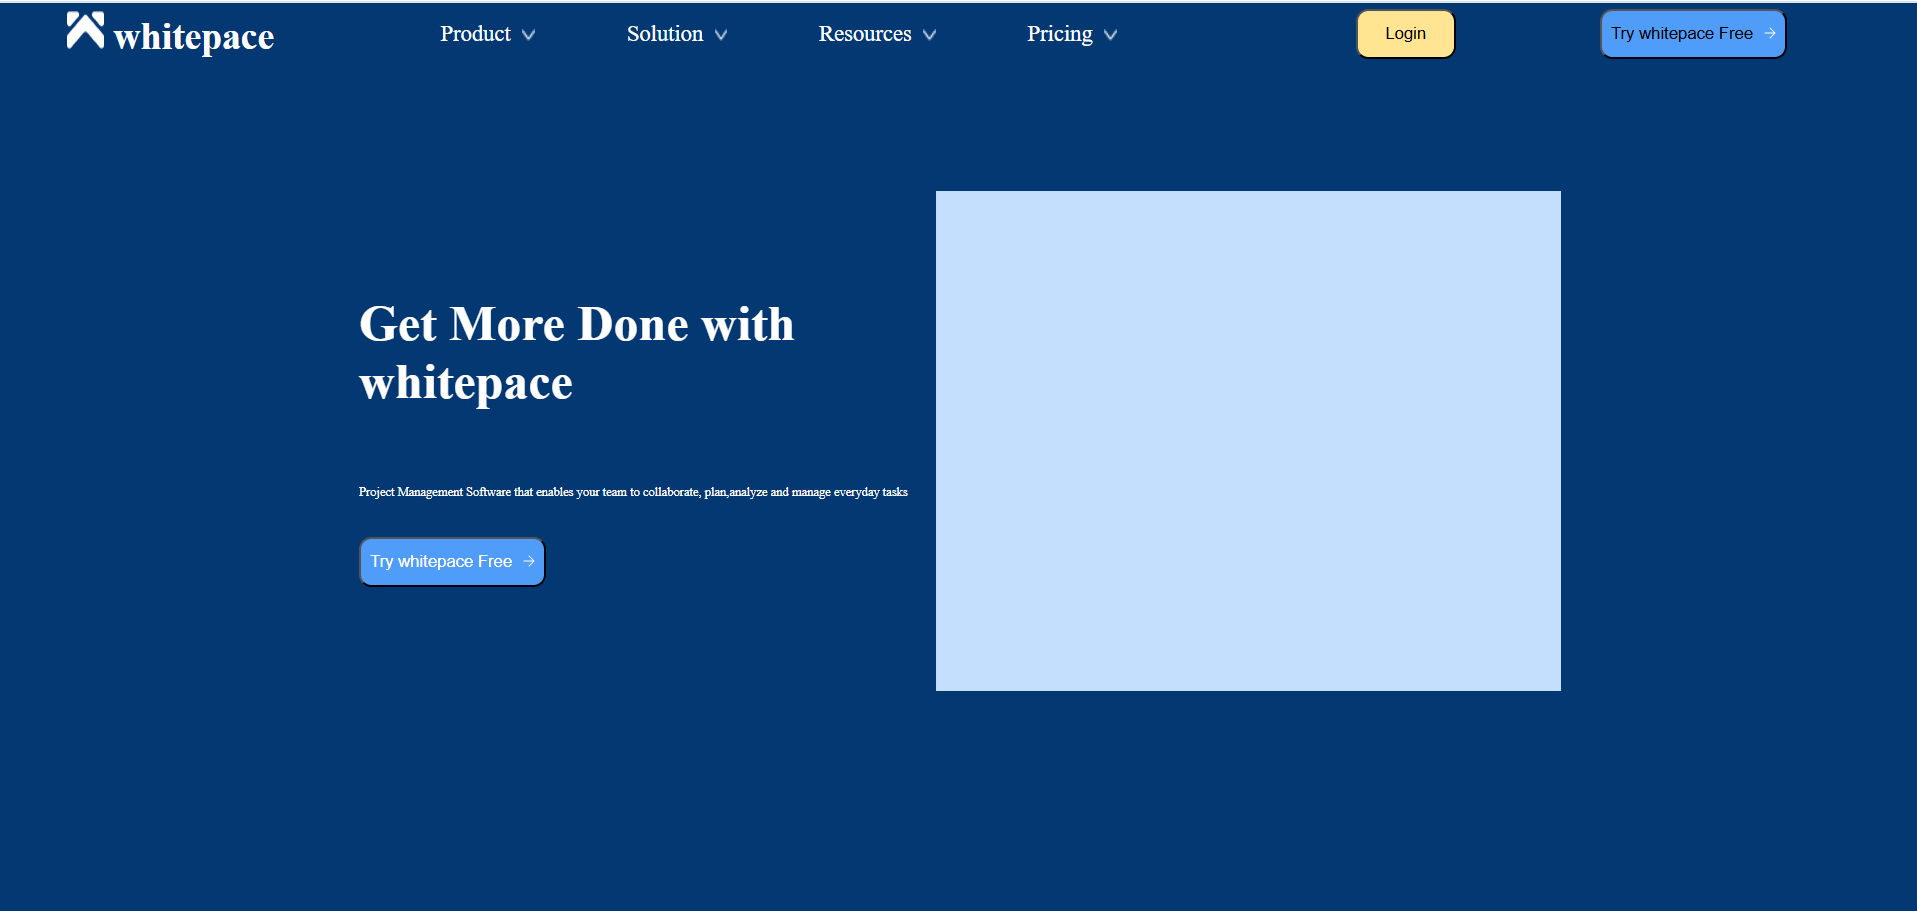 whitepace
Product
Solution
Resources
Pricing
Login
Try whitepace Free
Get More Done with
whitepace
Project Management Software that enables your team to collaborate, plan,analyze and manage everyday tasks
Try whitepace Free